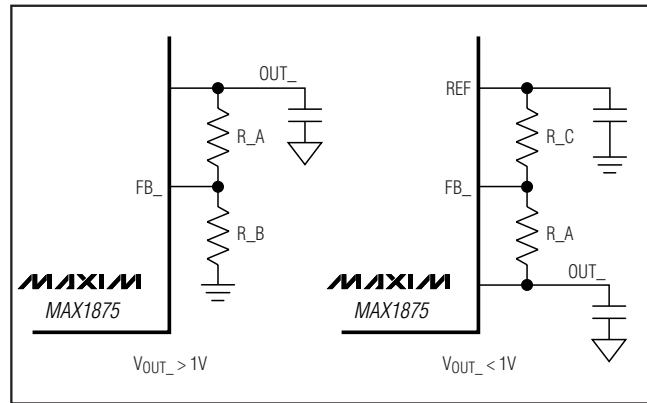 OUT_
R_A
FB_
R_B
MAXIM
MAX1875
VOUT_ > 1V
REF
R_C
FB_
R_A
OUT_
MAXIM
MAX1875
VOUT_ < 1V